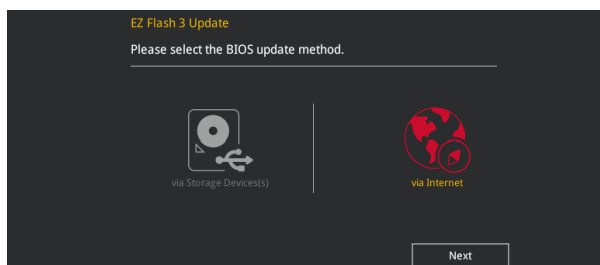 EZ Flash 3 Update
Please select the BIOS update method.
via Storage Devices(s)
via Internet
Next